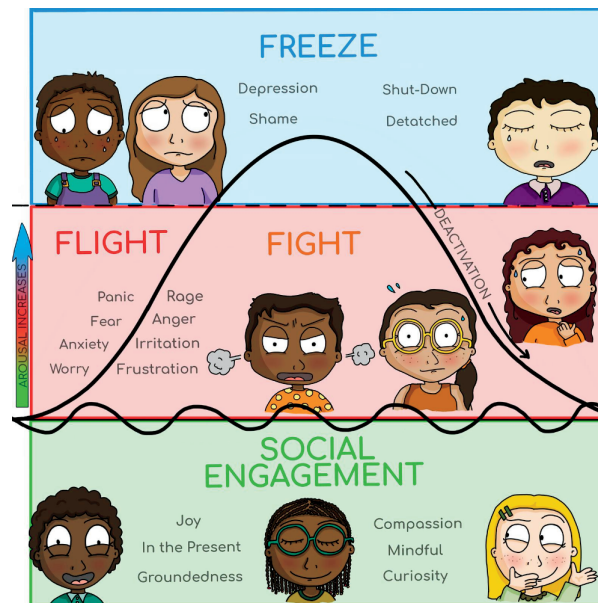 FREEZE
Depression
Shut-Down
Shame
Detatched
DEACTIVATION
AROUSAL INCREASES
FLIGHT
FIGHT
Panic
Rage
Fear
Anger
Anxiety
Irritation
Worry
Frustration
SOCIAL
ENGAGEMENT
Joy
Compassion
In the Present
Mindful
Groundedness
Curiosity